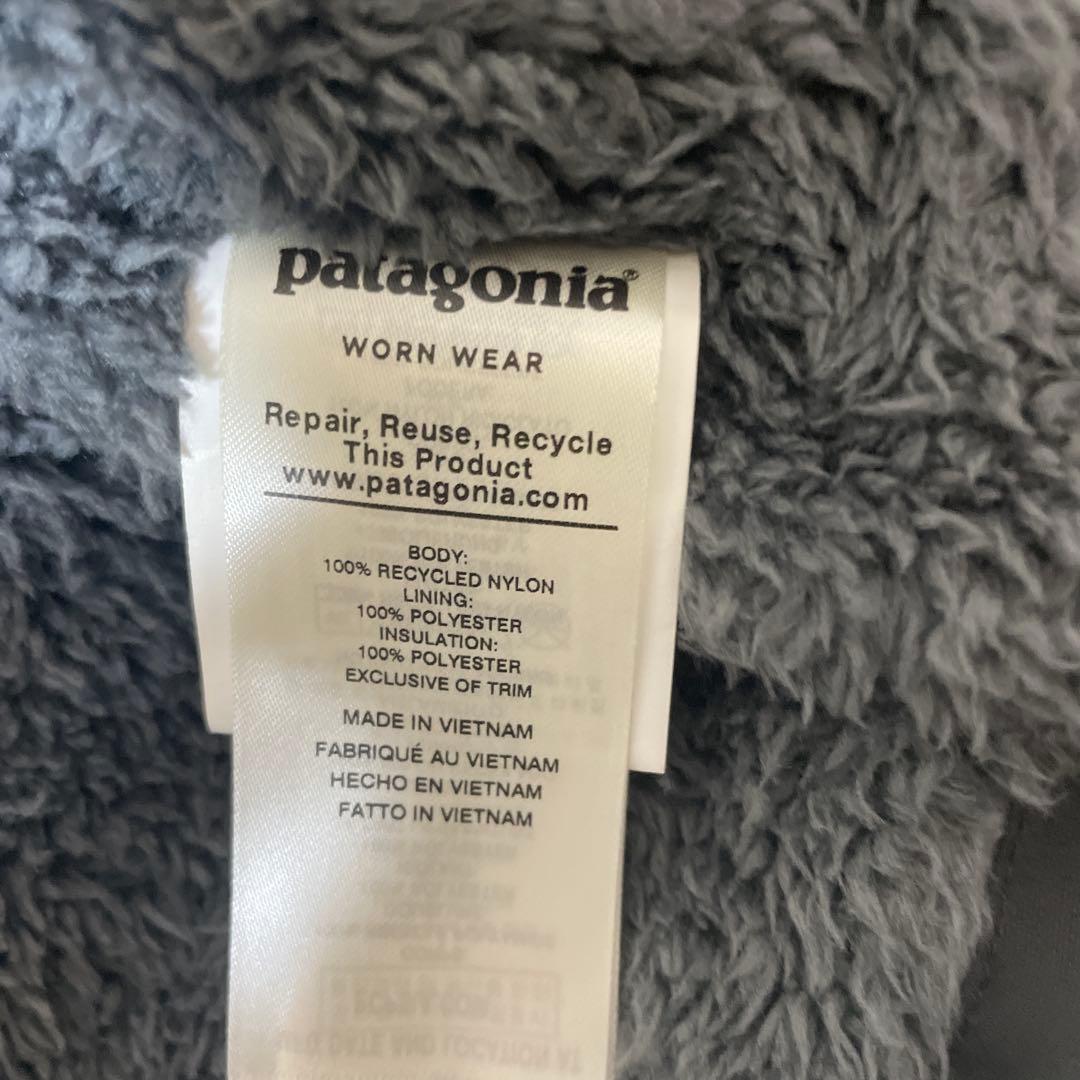 patagonia®
WORN WEAR
Repair, Reuse, Recycle
This Product
www.patagonia.com
BODY:
100% RECYCLED NYLON
LINING:
100% POLYESTER
INSULATION:
100% POLYESTER
EXCLUSIVE OF TRIM
MADE IN VIETNAM
FABRIQUÉ AU VIETNAM
HECHO EN VIETNAM
FATTO IN VIETNAM